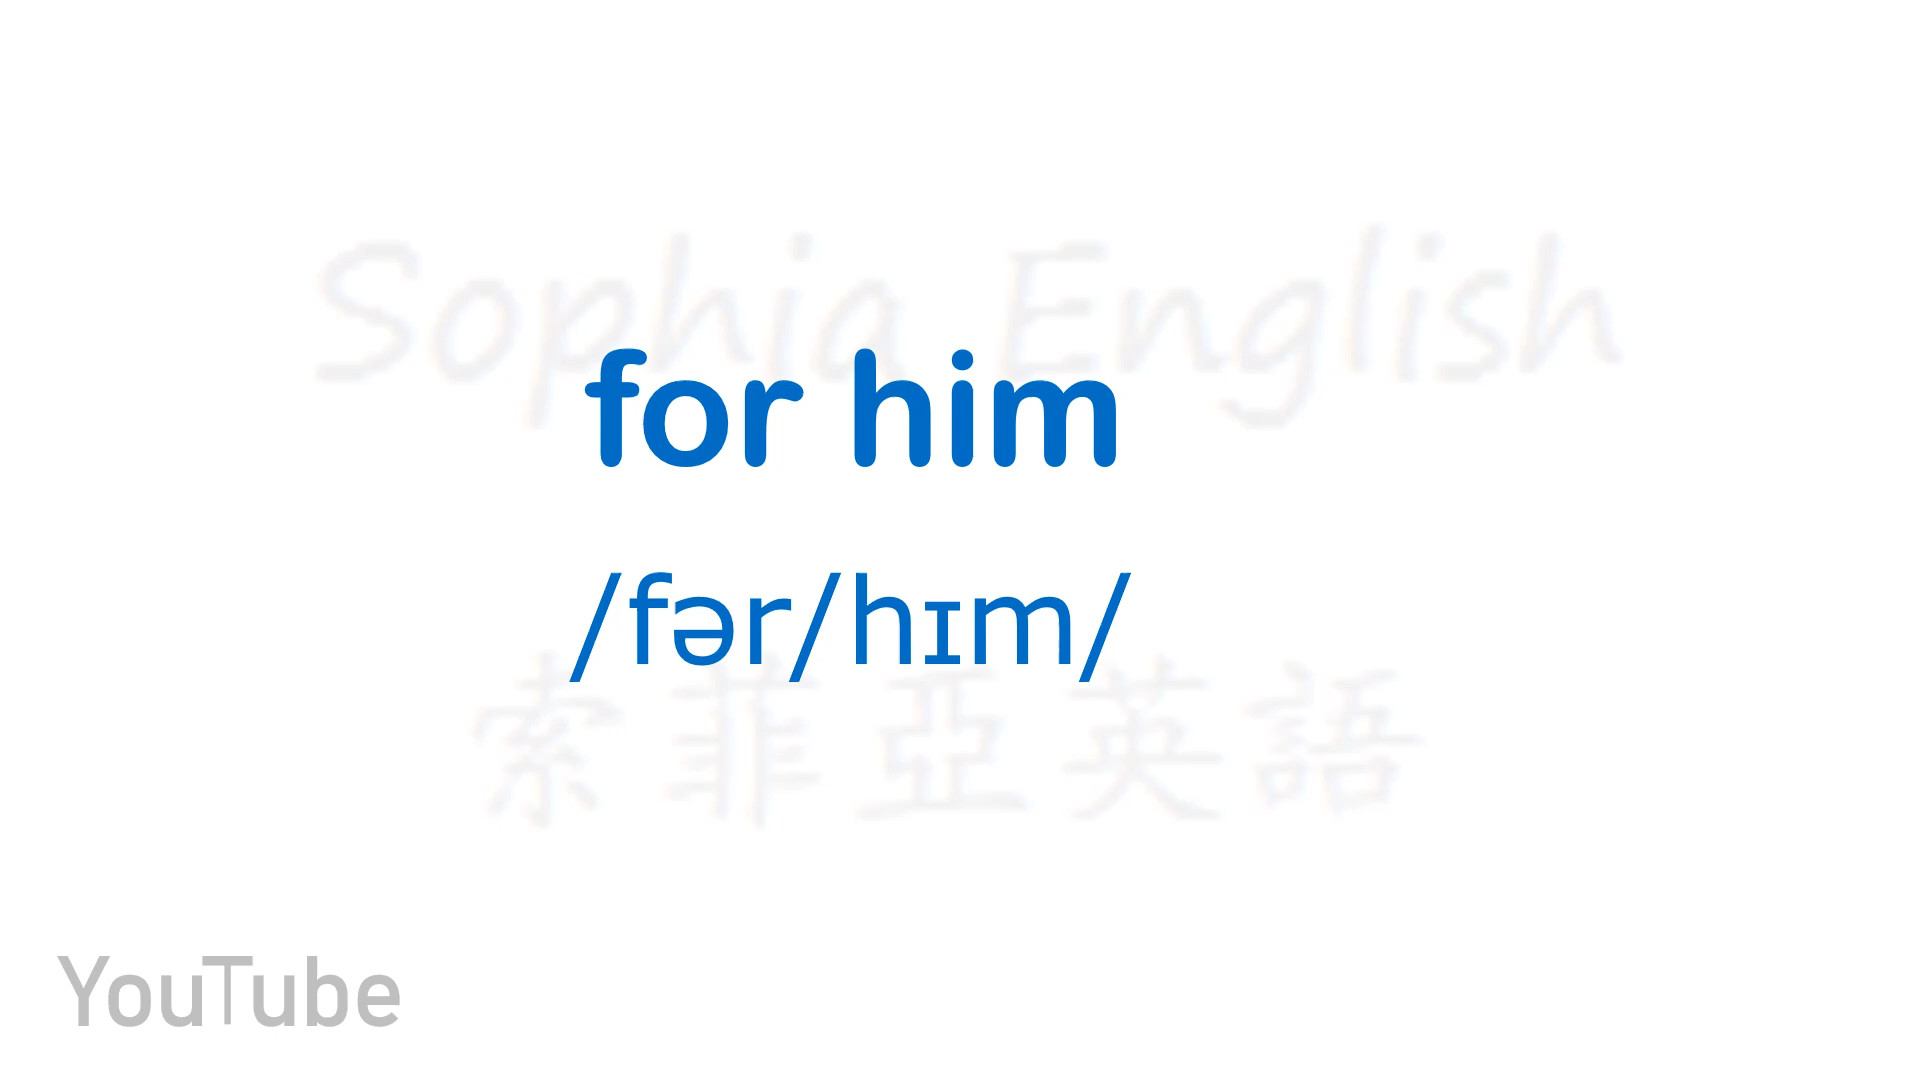 Sophia English
for him
/fər/hɪm/
索菲亞英語
YouTube